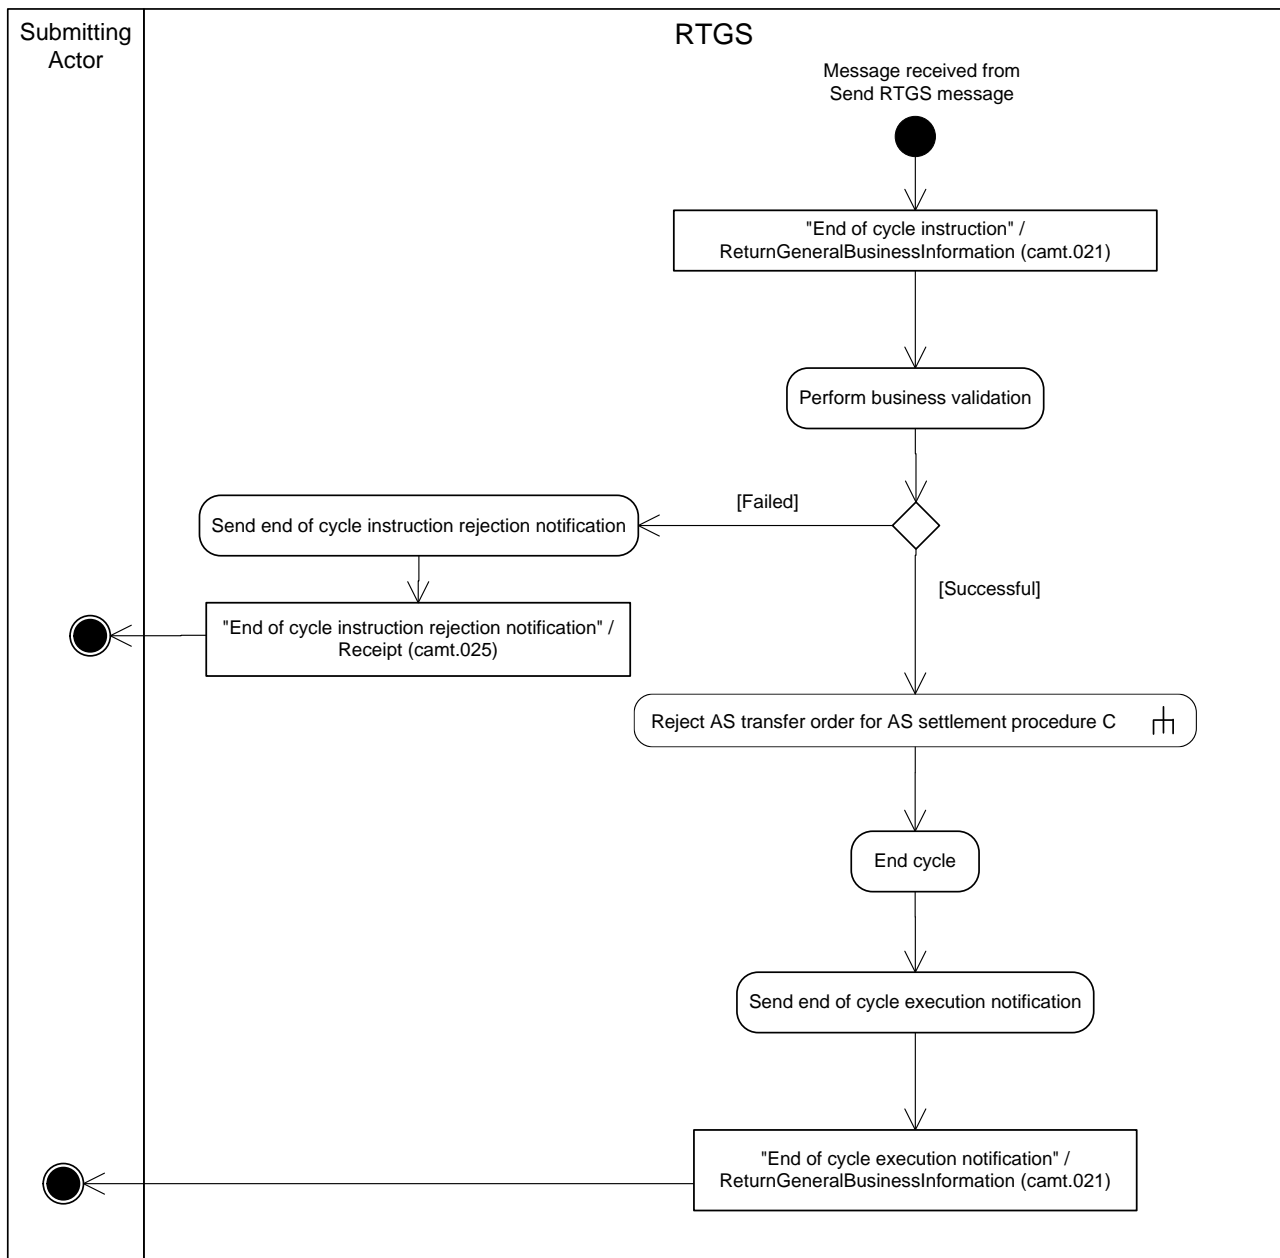 Submitting
Actor
RTGS
Message received from
Send RTGS message
"End of cycle instruction" /
ReturnGeneralBusinessInformation (camt.021)
Perform business validation
[Failed]
Send end of cycle instruction rejection notification
[Successful]
"End of cycle instruction rejection notification" /
Receipt (camt.025)
Reject AS transfer order for AS settlement procedure C
End cycle
Send end of cycle execution notification
"End of cycle execution notification" /
ReturnGeneralBusinessInformation (camt.021)